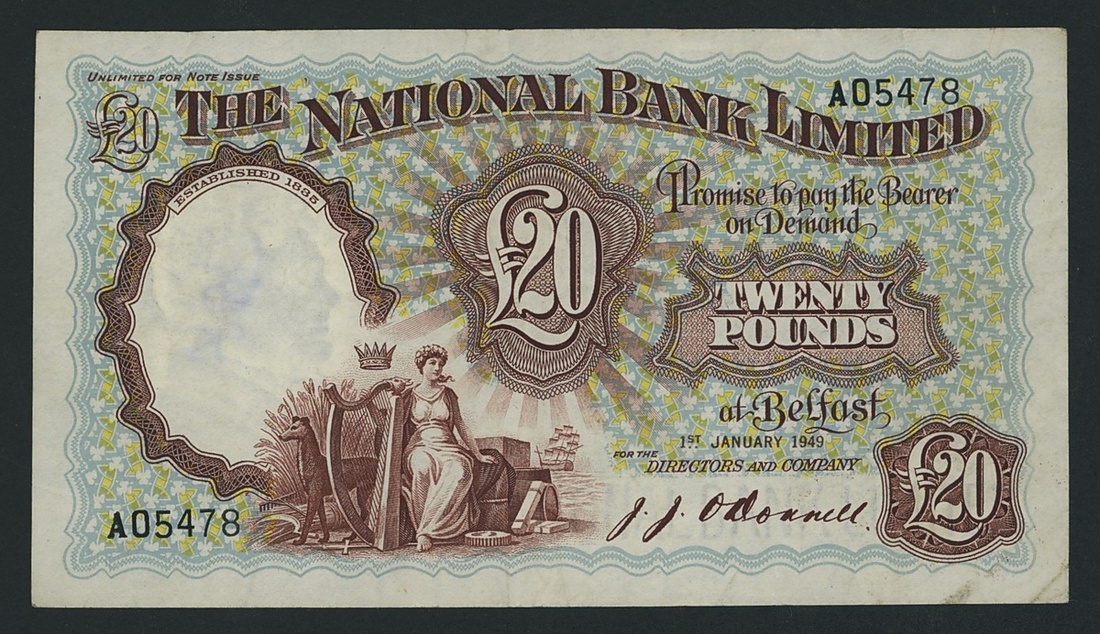 UNLIMITED FOR NOTE ISSUE
£20
THE NATIONAL BANK LIMITED
A05478
ESTABLISHED 1835
£20
Promise to pay the Bearer
on Demand
TWENTY
POUNDS
at Belfast
1ST JANUARY 1949
FOR THE
DIRECTORS AND COMPANY
J. J. O'Donnell.
A05478
£20